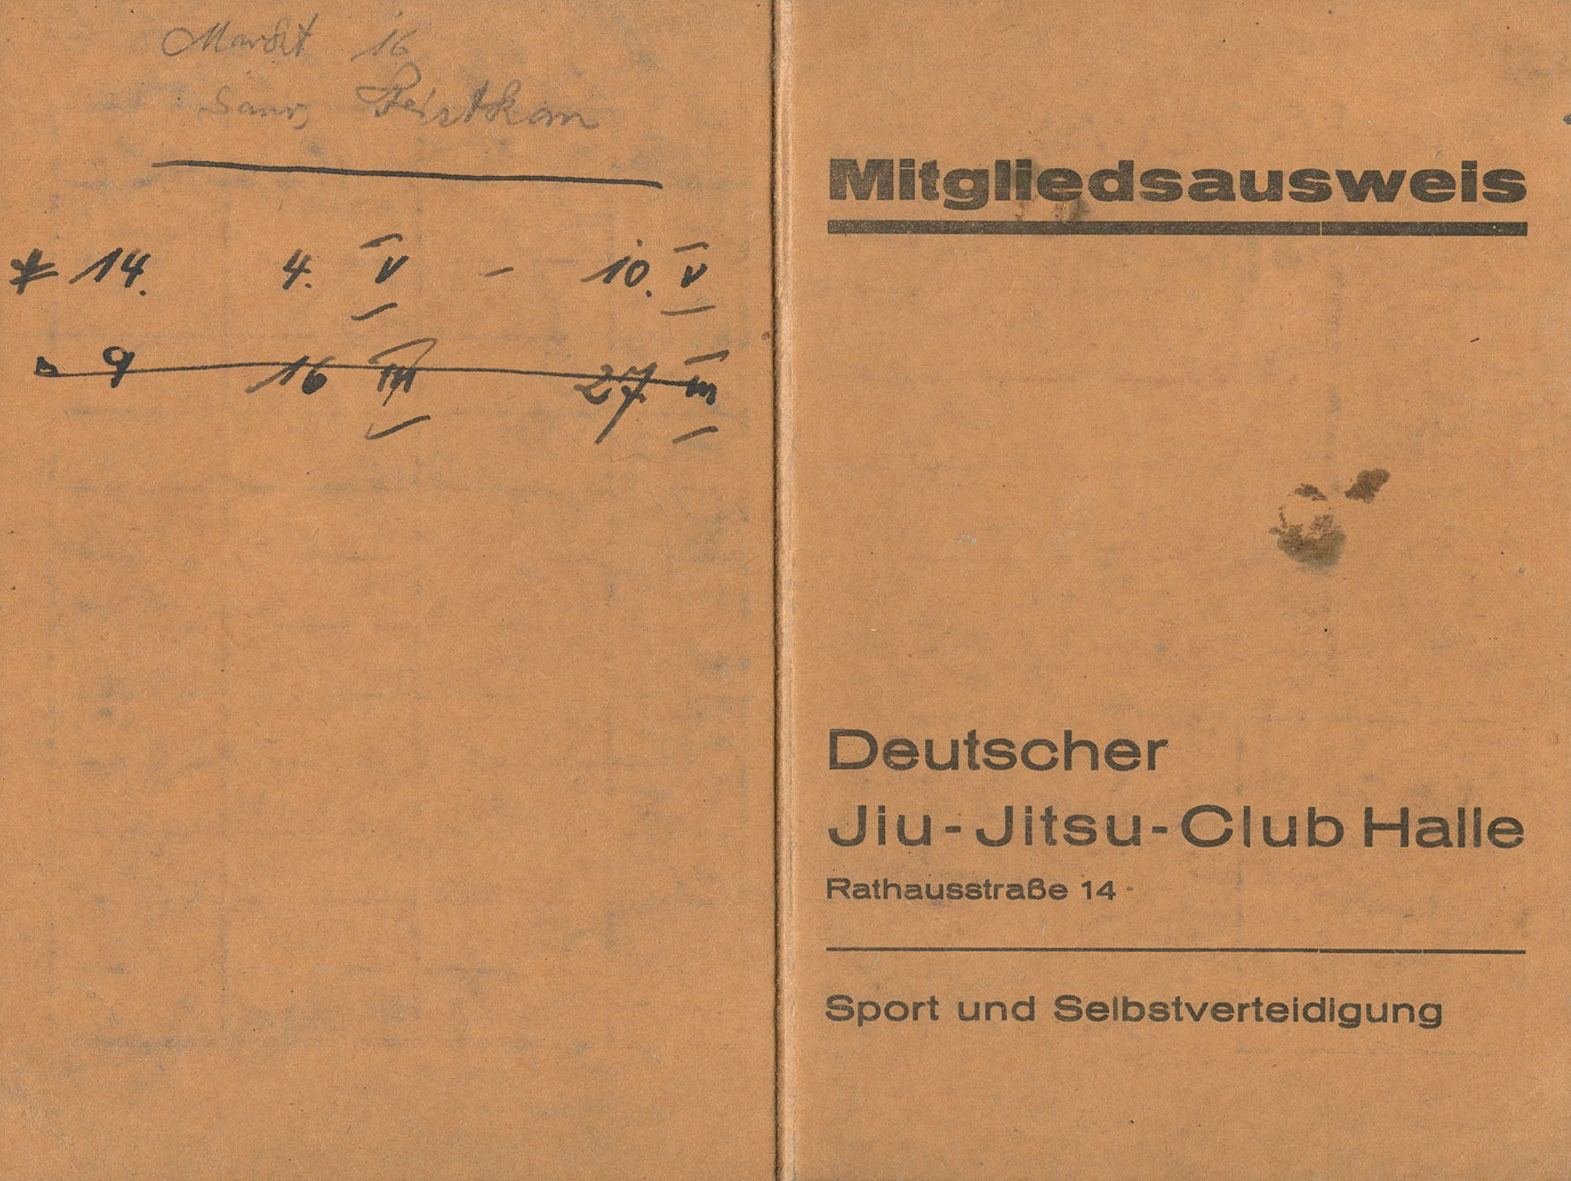 Markt 16
14. 4. V – 10. V
9 16 III 27. III
Mitgliedsausweis
Deutscher
Jiu-Jitsu-Club Halle
Rathausstraße 14
Sport und Selbstverteidigung